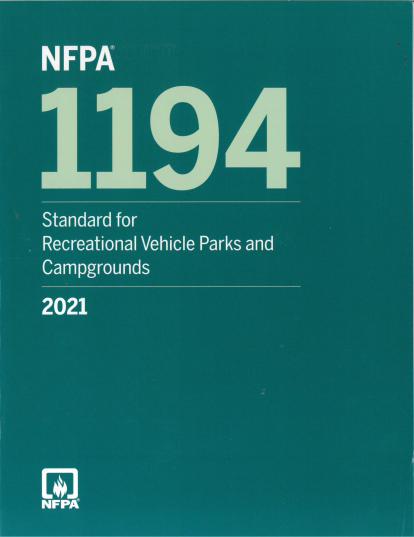 NFPA®
1194
Standard for
Recreational Vehicle Parks and
Campgrounds
2021
NFPA